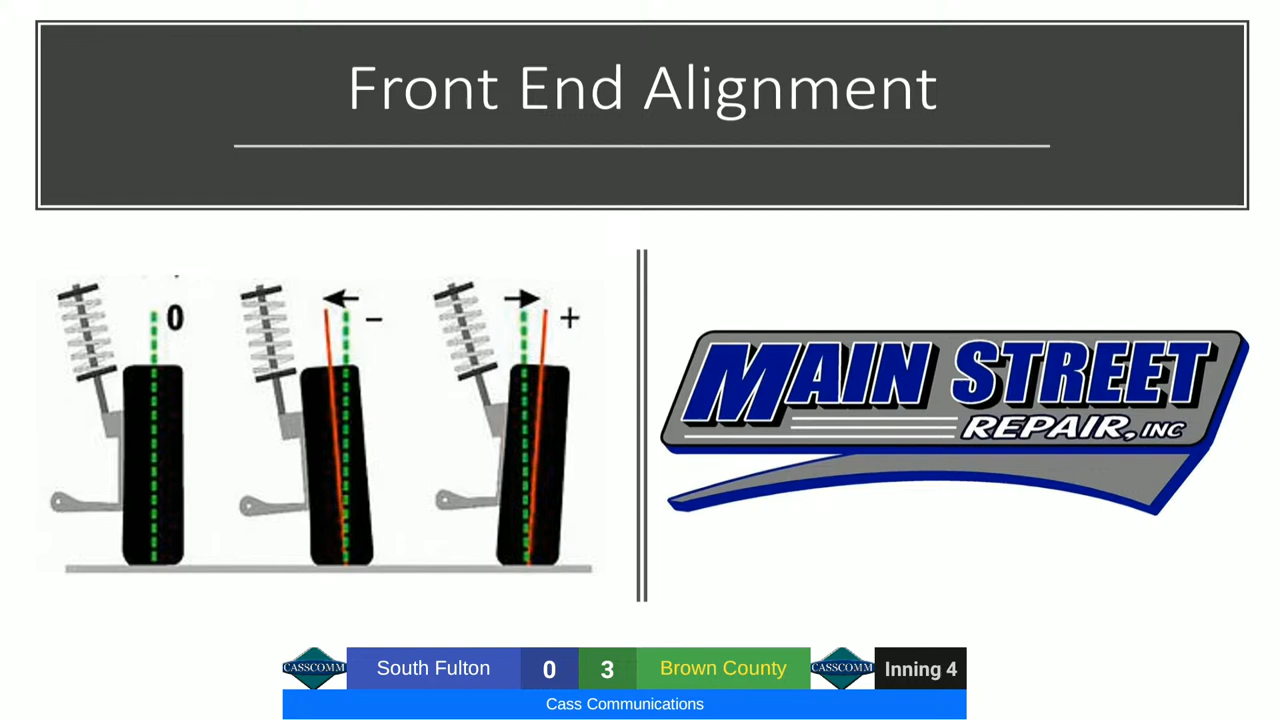 Front End Alignment
0
-
+
MAIN STREET
REPAIR, INC
CASSCOMM
South Fulton
0
3
Brown County
CASSCOMM
Inning 4
Cass Communications